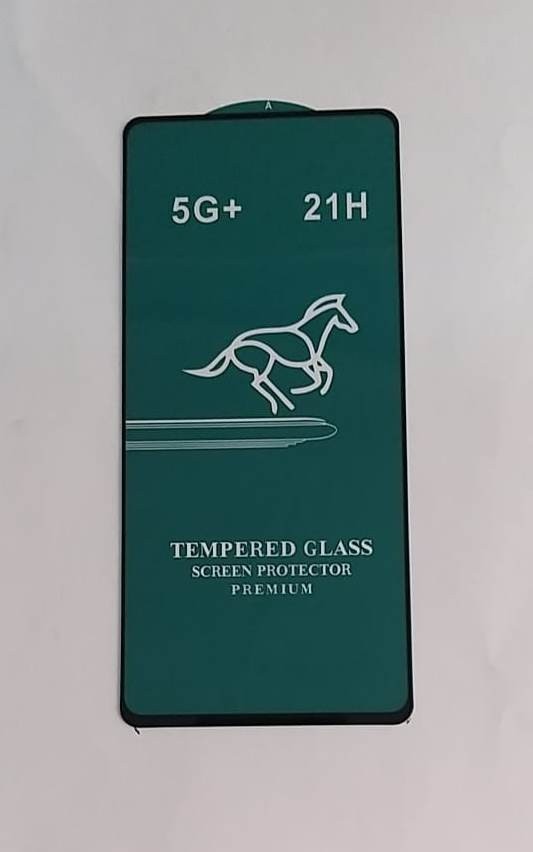 A
5G+ 21H
TEMPERED GLASS
SCREEN PROTECTOR
PREMIUM